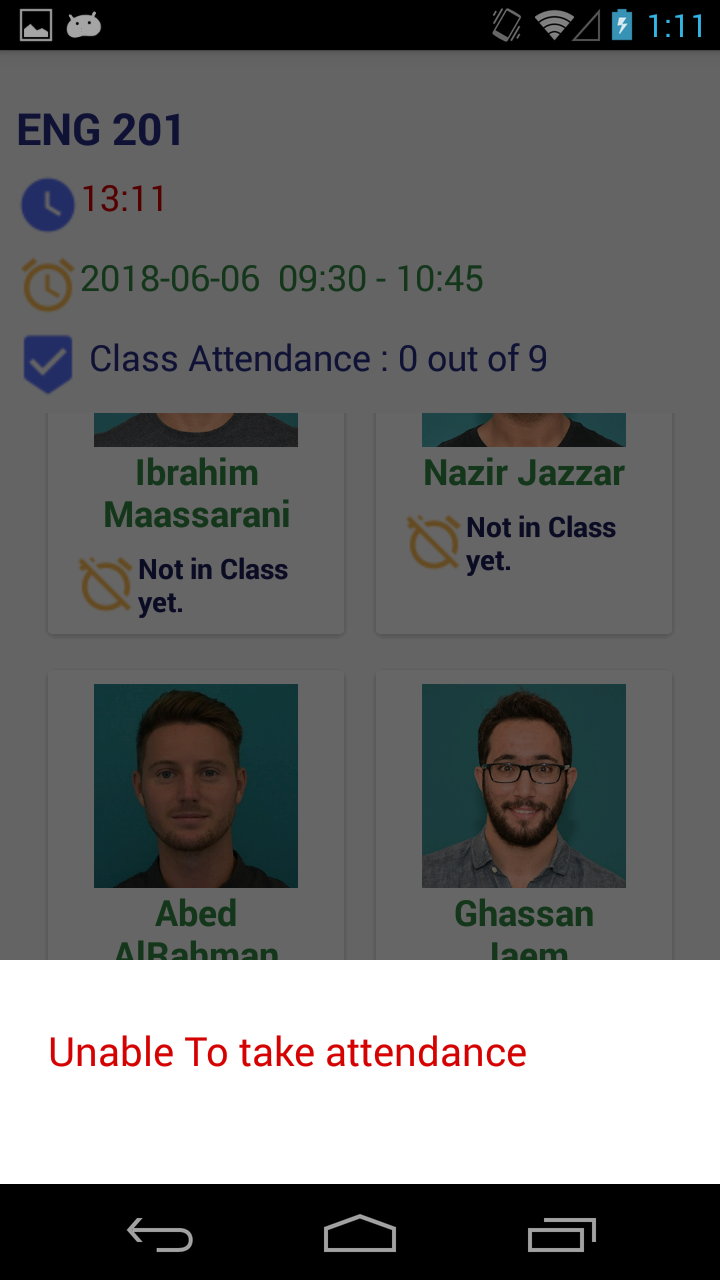 1:11
ENG 201
13:11
2018-06-06  09:30 - 10:45
Class Attendance : 0 out of 9
Ibrahim
Maassarani
Not in Class
yet.
Nazir Jazzar
Not in Class
yet.
Abed
AlRahman
Ghassan
Jaem
Unable To take attendance